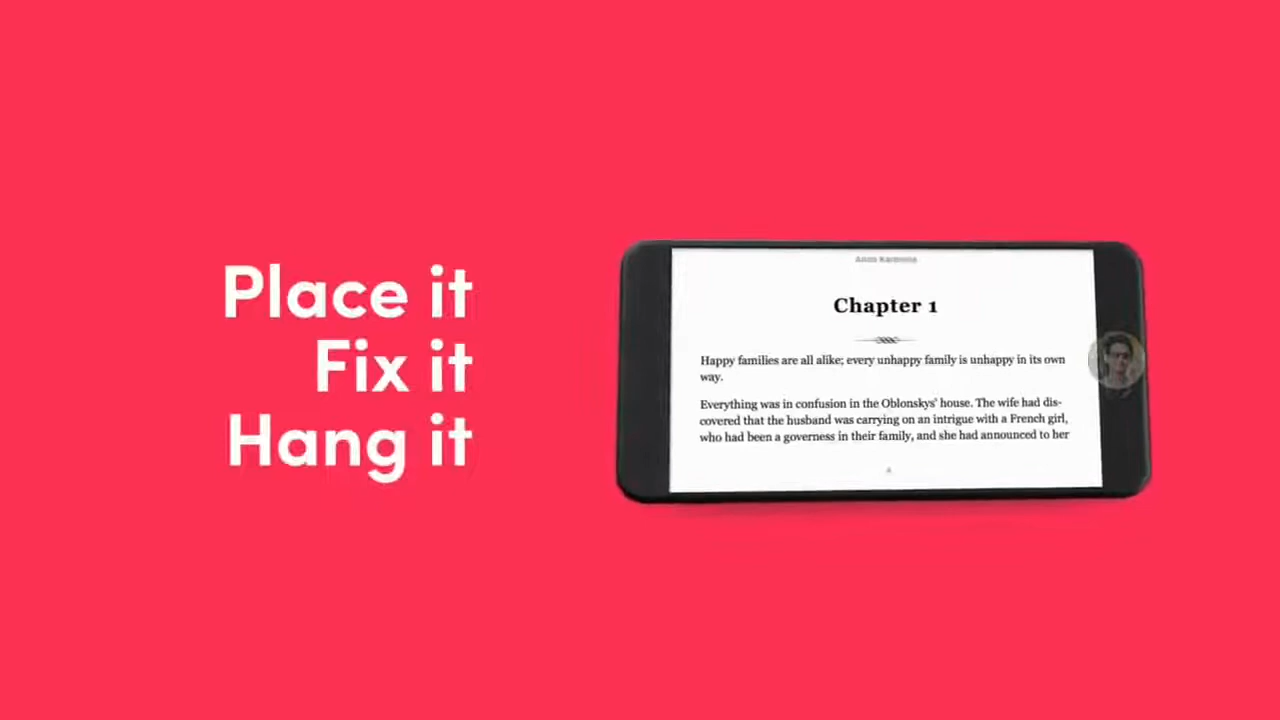 Place it
Fix it
Hang it
Anna Karenina
Chapter 1
Happy families are all alike; every unhappy family is unhappy in its own
way.
Everything was in confusion in the Oblonskys' house. The wife had dis-
covered that the husband was carrying on an intrigue with a French girl,
who had been a governess in their family, and she had announced to her